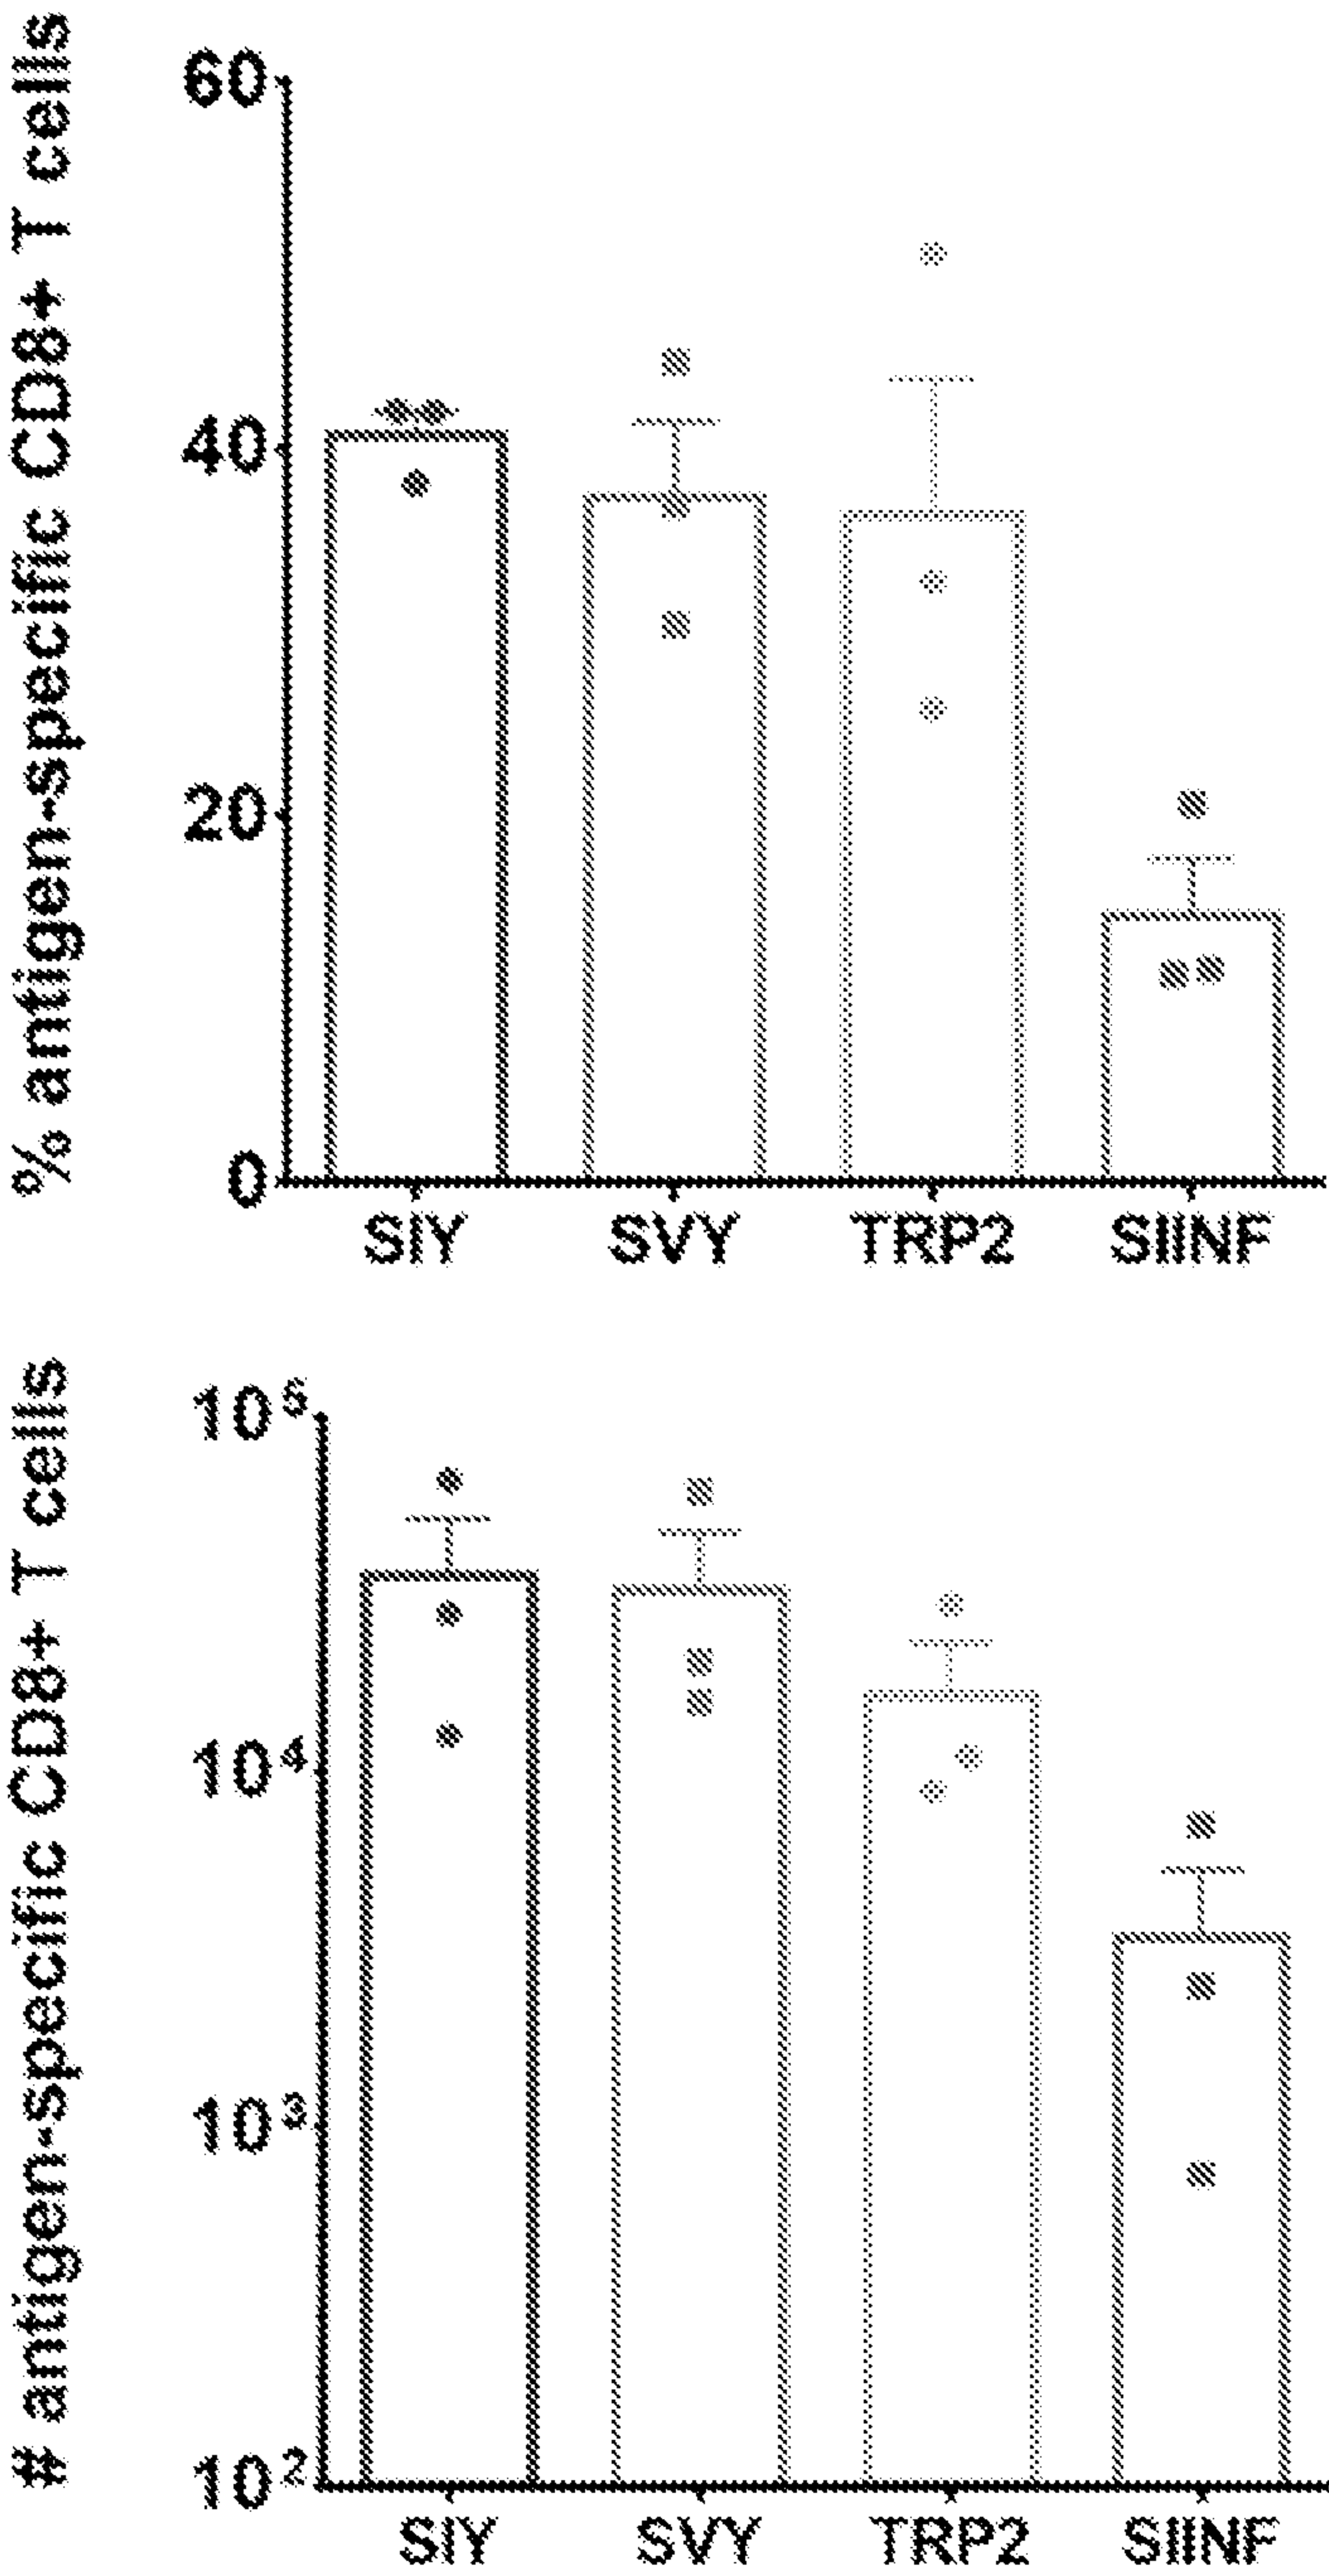 % antigen-specific CD8+ T cells
60
40
20
0
SIY SVY TRP2 SIINF
# antigen-specific CD8+ T cells
10⁵
10⁴
10³
10²
SIY SVY TRP2 SIINF